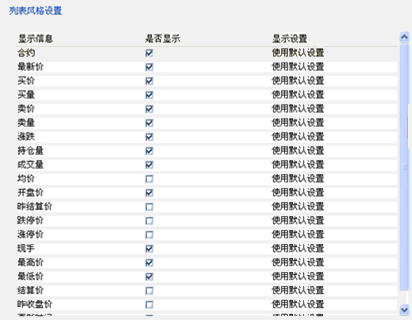 列表风格设置
显示信息 是否显示 显示设置
合约 使用默认设置
最新价 使用默认设置
买价 使用默认设置
买量 使用默认设置
卖价 使用默认设置
卖量 使用默认设置
涨跌 使用默认设置
持仓量 使用默认设置
成交量 使用默认设置
均价 使用默认设置
开盘价 使用默认设置
昨结算价 使用默认设置
跌停价 使用默认设置
涨停价 使用默认设置
现手 使用默认设置
最高价 使用默认设置
最低价 使用默认设置
结算价 使用默认设置
昨收盘价 使用默认设置